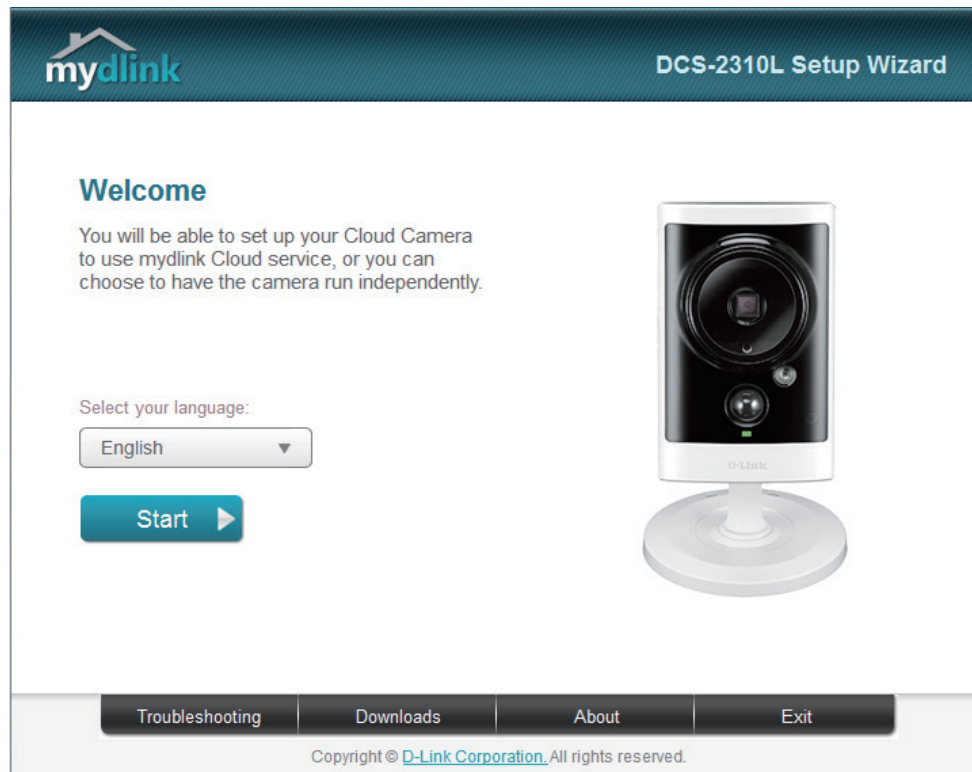 mydlink
DCS-2310L Setup Wizard
Welcome
You will be able to set up your Cloud Camera
to use mydlink Cloud service, or you can
choose to have the camera run independently.
Select your language:
English
Start
D-Link
Troubleshooting
Downloads
About
Exit
Copyright © D-Link Corporation. All rights reserved.